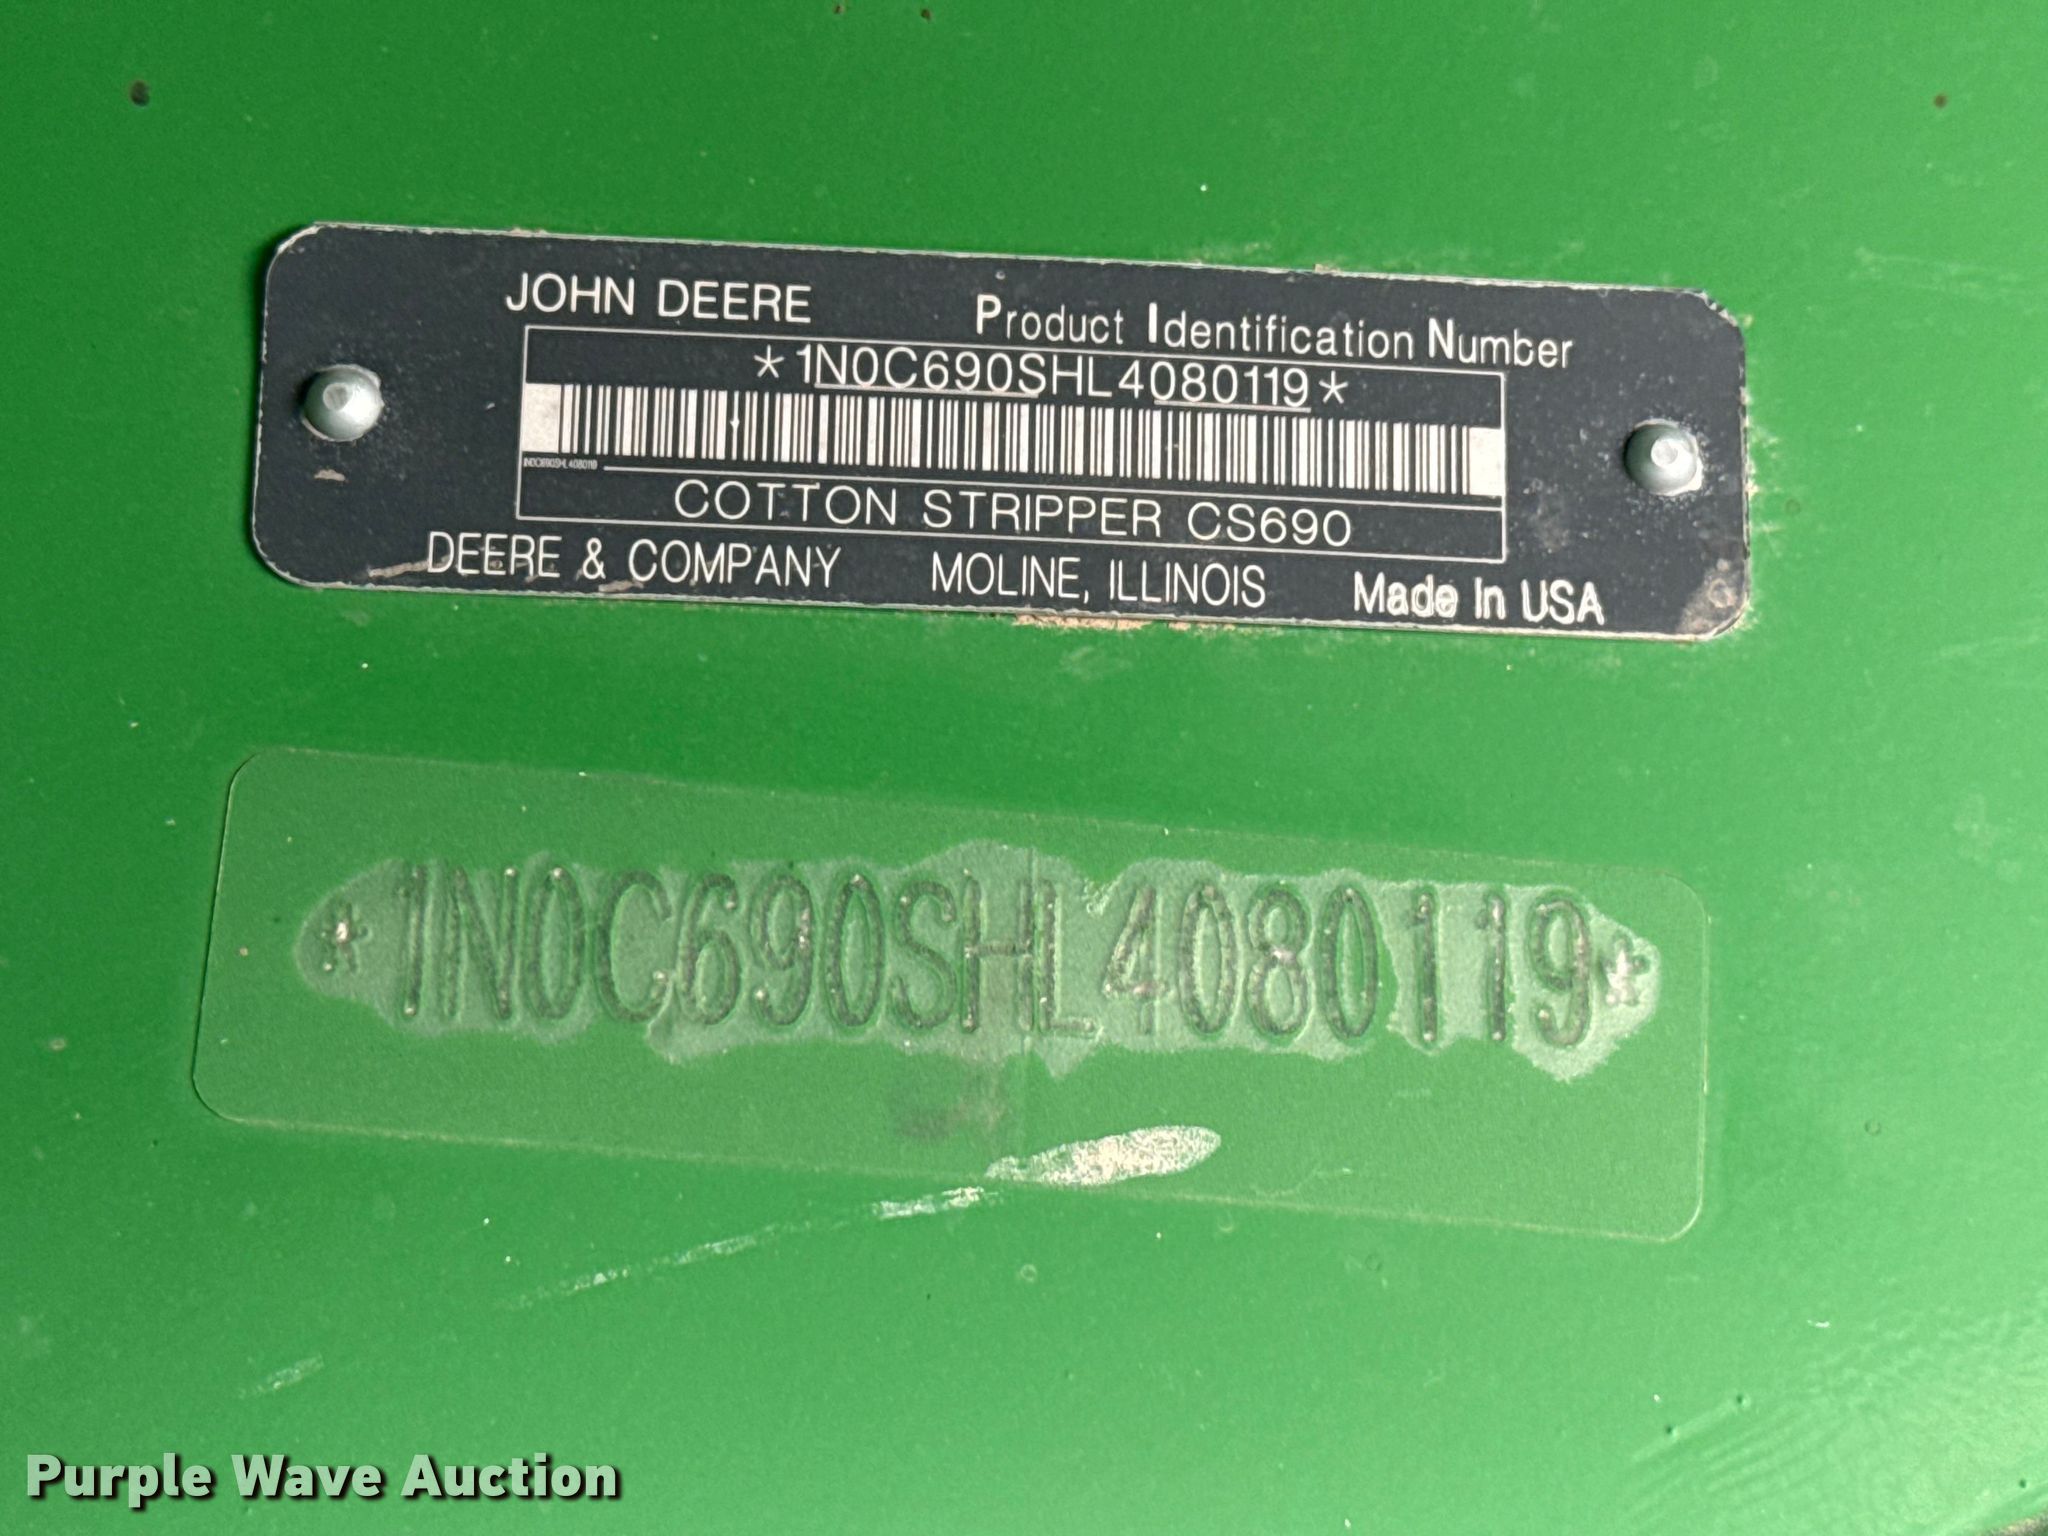 JOHN DEERE Product Identification Number
*1N0C690SHL4080119*
1N0C690SHL4080119
COTTON STRIPPER CS690
DEERE & COMPANY MOLINE, ILLINOIS Made In USA
*1N0C690SHL4080119*
Purple Wave Auction